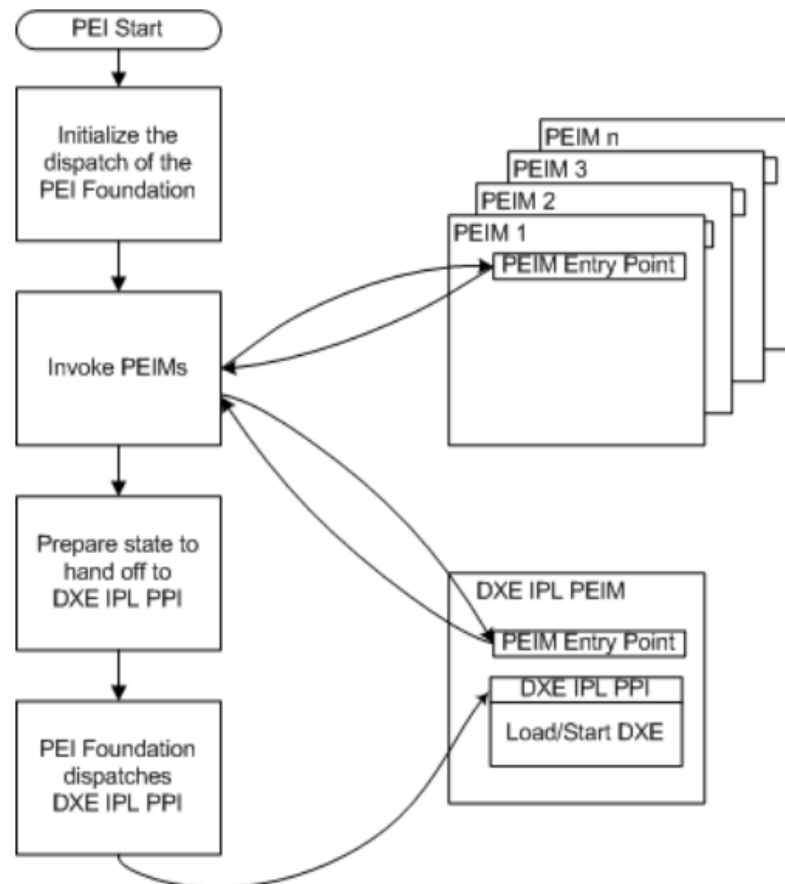 PEI Start
Initialize the
dispatch of the
PEI Foundation
Invoke PEIMs
Prepare state to
hand off to
DXE IPL PPI
PEI Foundation
dispatches
DXE IPL PPI
PEIM n
PEIM 3
PEIM 2
PEIM 1
PEIM Entry Point
DXE IPL PEIM
PEIM Entry Point
DXE IPL PPI
Load/Start DXE